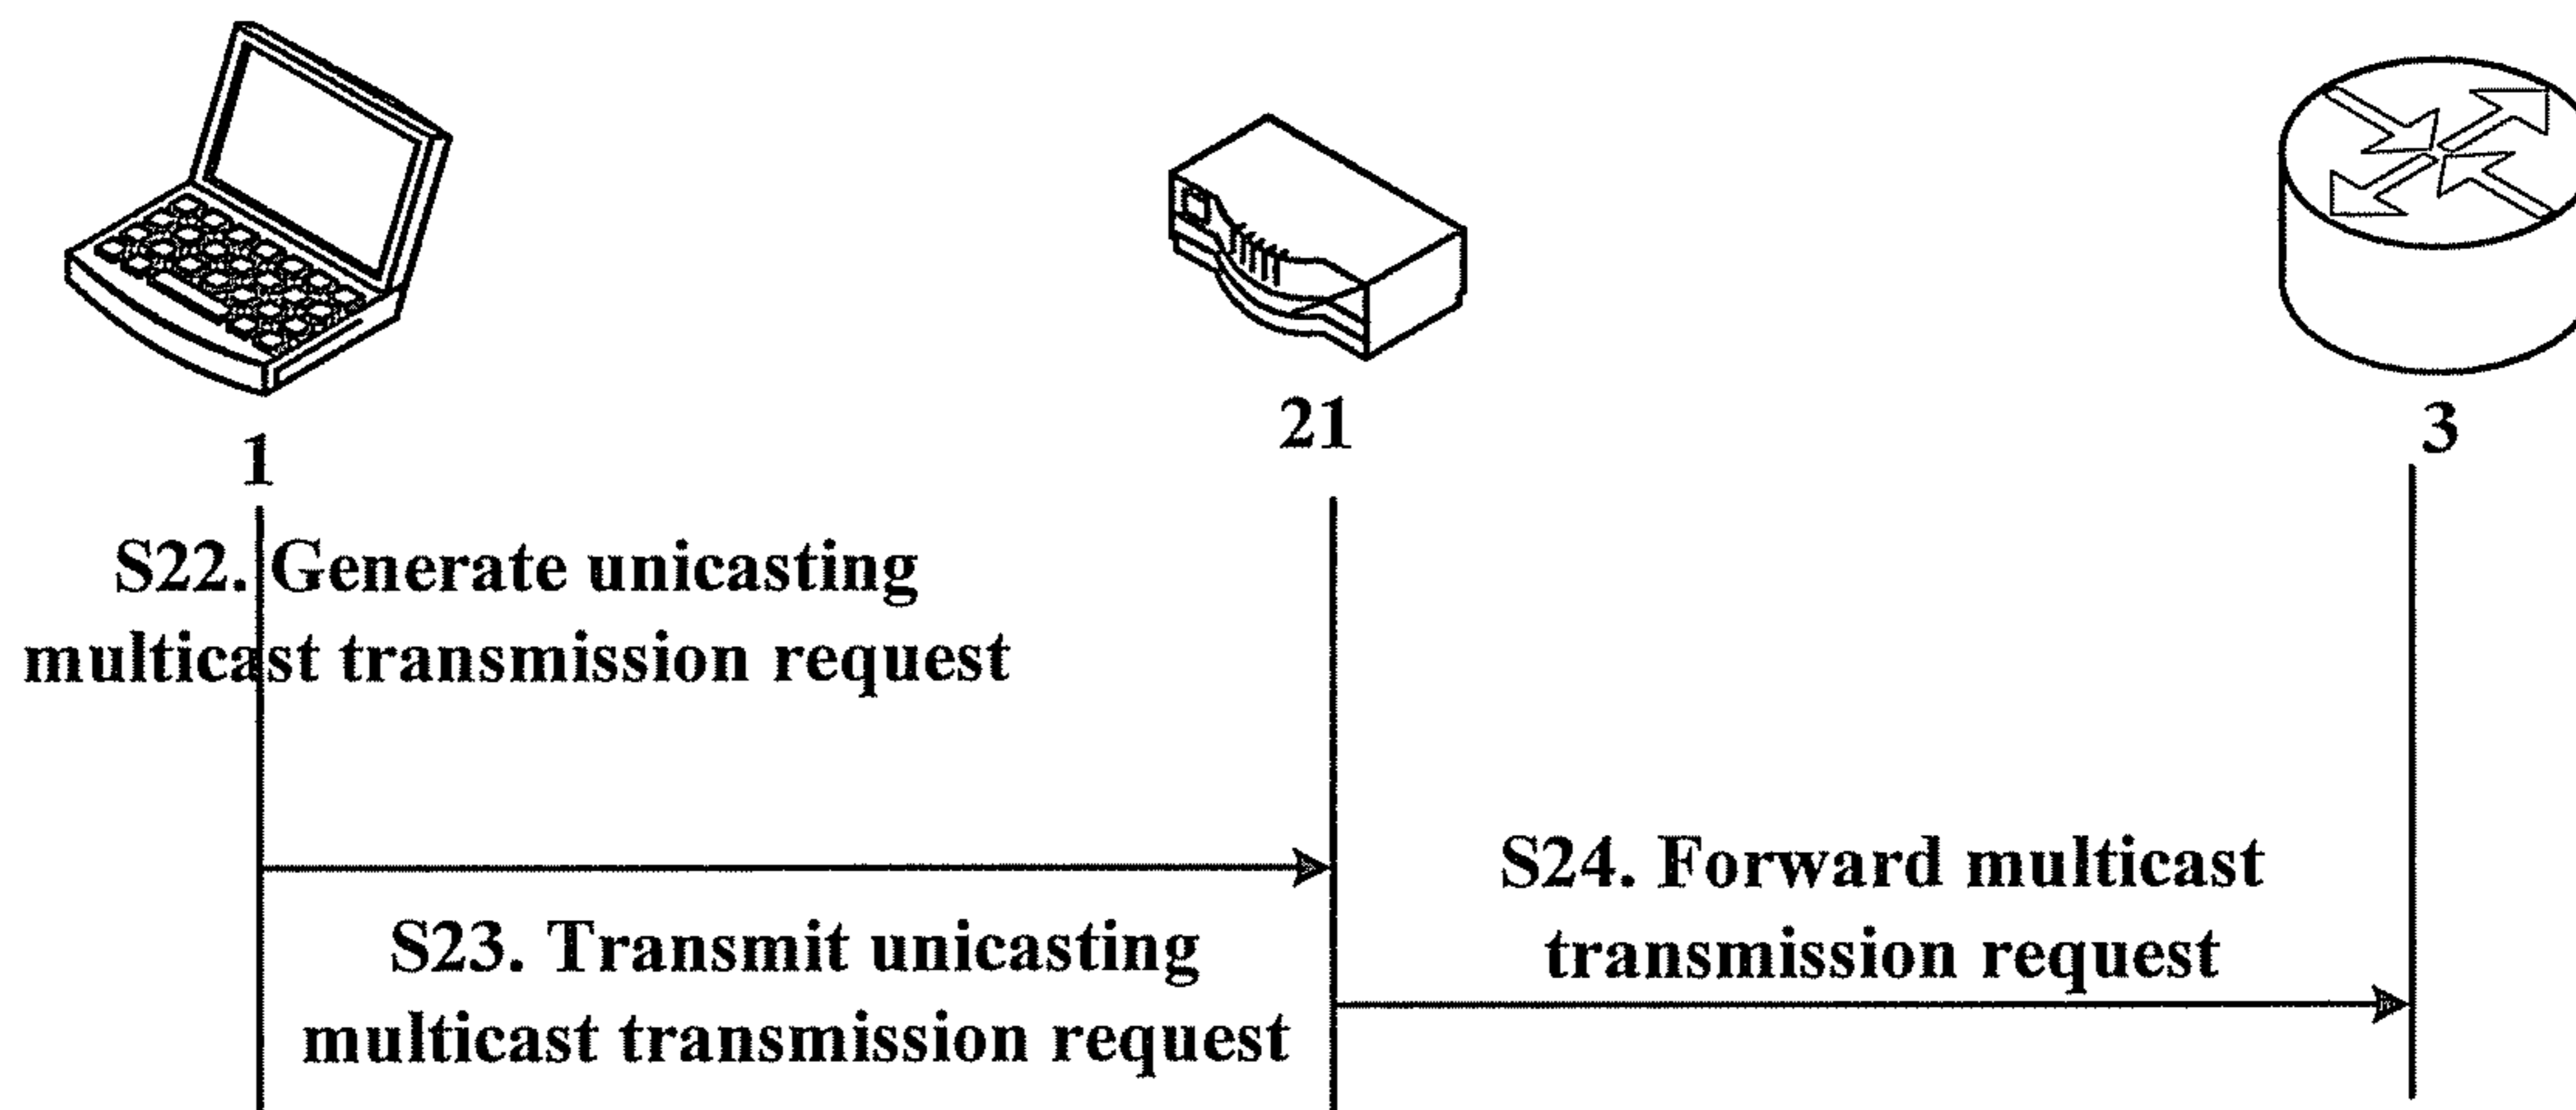 1
21
3
S22. Generate unicasting
multicast transmission request
S23. Transmit unicasting
multicast transmission request
S24. Forward multicast
transmission request